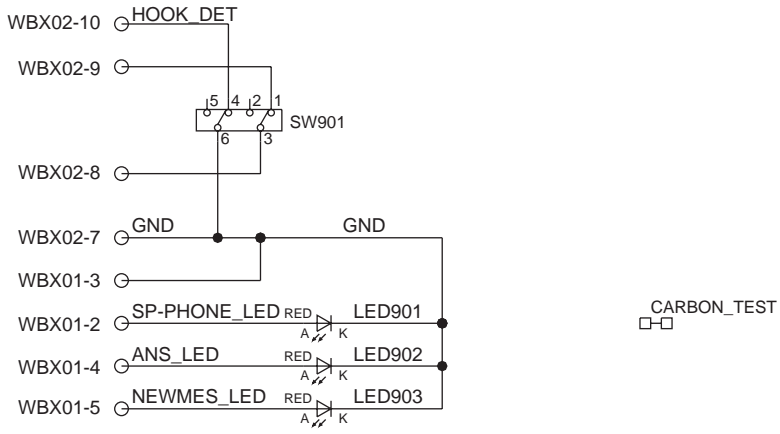 WBX02-10 HOOK_DET
WBX02-9
5 4 2 1
SW901
6 3
WBX02-8
WBX02-7 GND GND
WBX01-3
CARBON_TEST
WBX01-2 SP-PHONE_LED RED LED901
A K
WBX01-4 ANS_LED RED LED902
A K
WBX01-5 NEWMES_LED RED LED903
A K